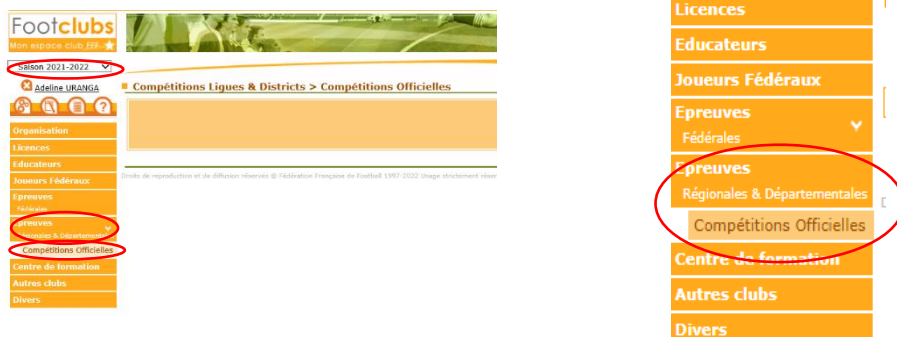 Footclubs
Mon espace club
Saison 2021-2022
Adeline URANGA
Compétitions Ligues & Districts > Compétitions Officielles
Organisation
Licences
Educateurs
Joueurs Fédéraux
Epreuves
Fédérales
Epreuves
Régionales & Départementales
Compétitions Officielles
Centre de formation
Autres clubs
Divers
Droits de reproduction et de diffusion réservés © Fédération Française de Football 1997-2022 Usage strictement
Licences
Educateurs
Joueurs Fédéraux
Epreuves
Fédérales
Epreuves
Régionales & Départementales
Compétitions Officielles
Centre de formation
Autres clubs
Divers